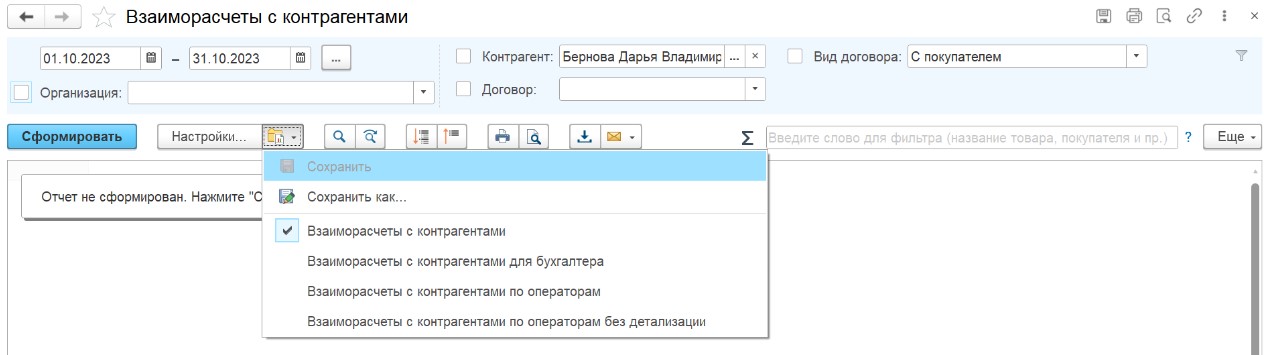 Взаиморасчеты с контрагентами
01.10.2023 – 31.10.2023 ... Контрагент: Бернова Дарья Владимир ... × Вид договора: С покупателем
Организация: Договор:
Сформировать Настройки... Σ Введите слово для фильтра (название товара, покупателя и пр.) ? Еще
Сохранить
Отчет не сформирован. Нажмите "С
Сохранить как...
Взаиморасчеты с контрагентами
Взаиморасчеты с контрагентами для бухгалтера
Взаиморасчеты с контрагентами по операторам
Взаиморасчеты с контрагентами по операторам без детализации